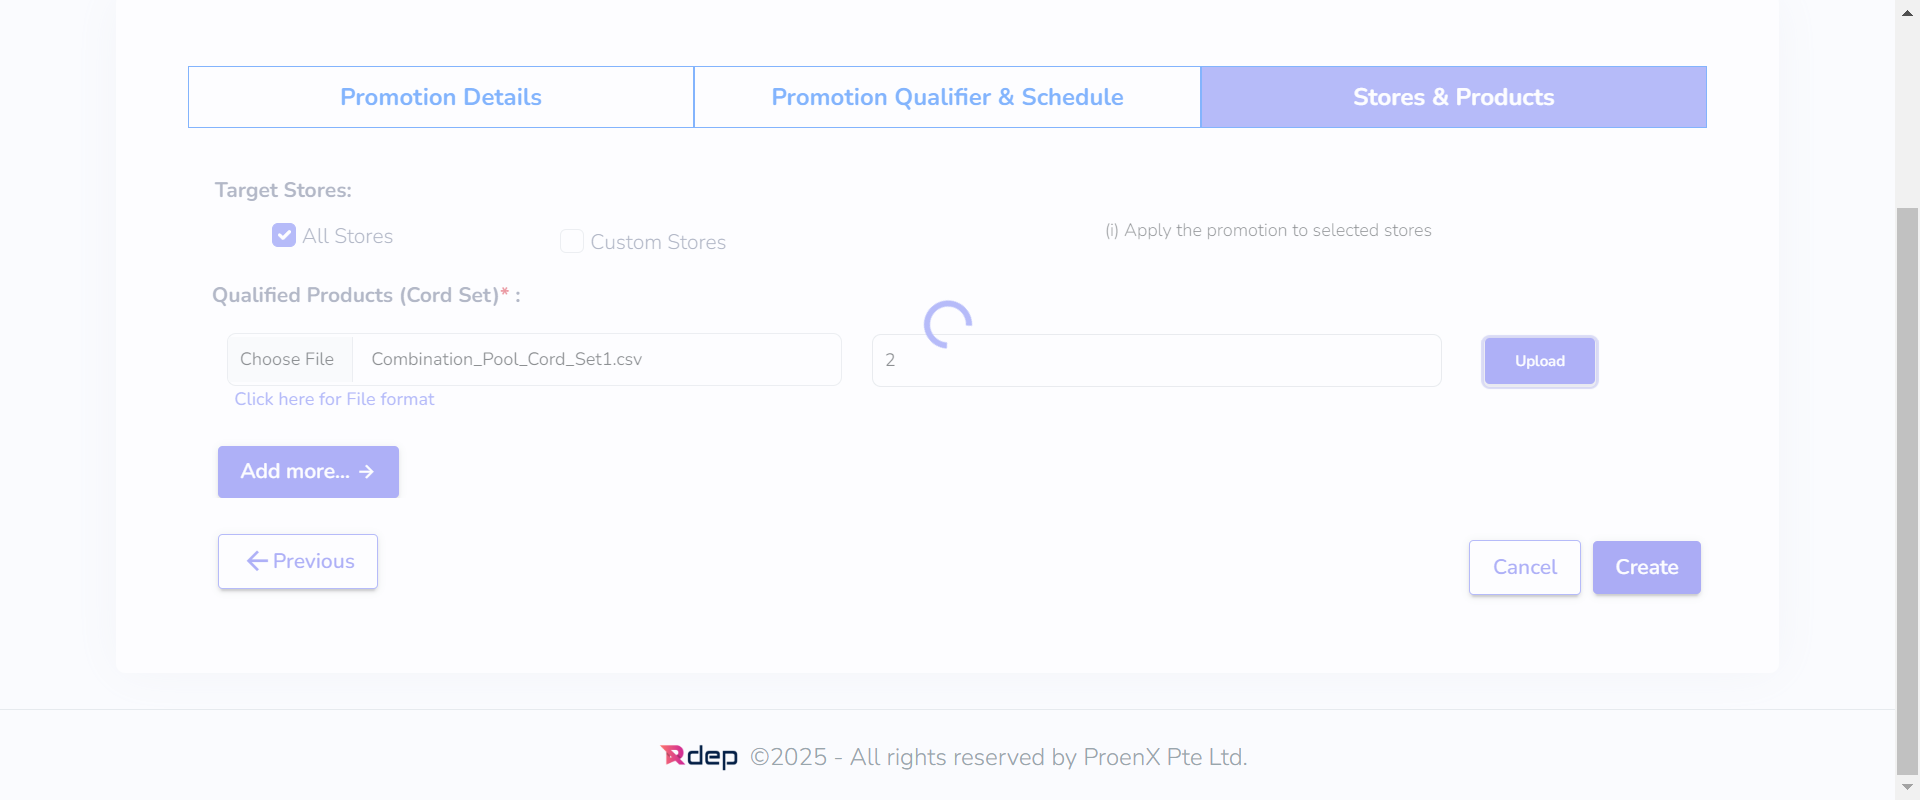 Promotion Details
Promotion Qualifier & Schedule
Stores & Products
Target Stores:
All Stores
Custom Stores
(i) Apply the promotion to selected stores
Qualified Products (Cord Set)* :
Choose File
Combination_Pool_Cord_Set1.csv
2
Upload
Click here for File format
Add more... →
← Previous
Cancel
Create
Rdep ©2025 - All rights reserved by ProenX Pte Ltd.